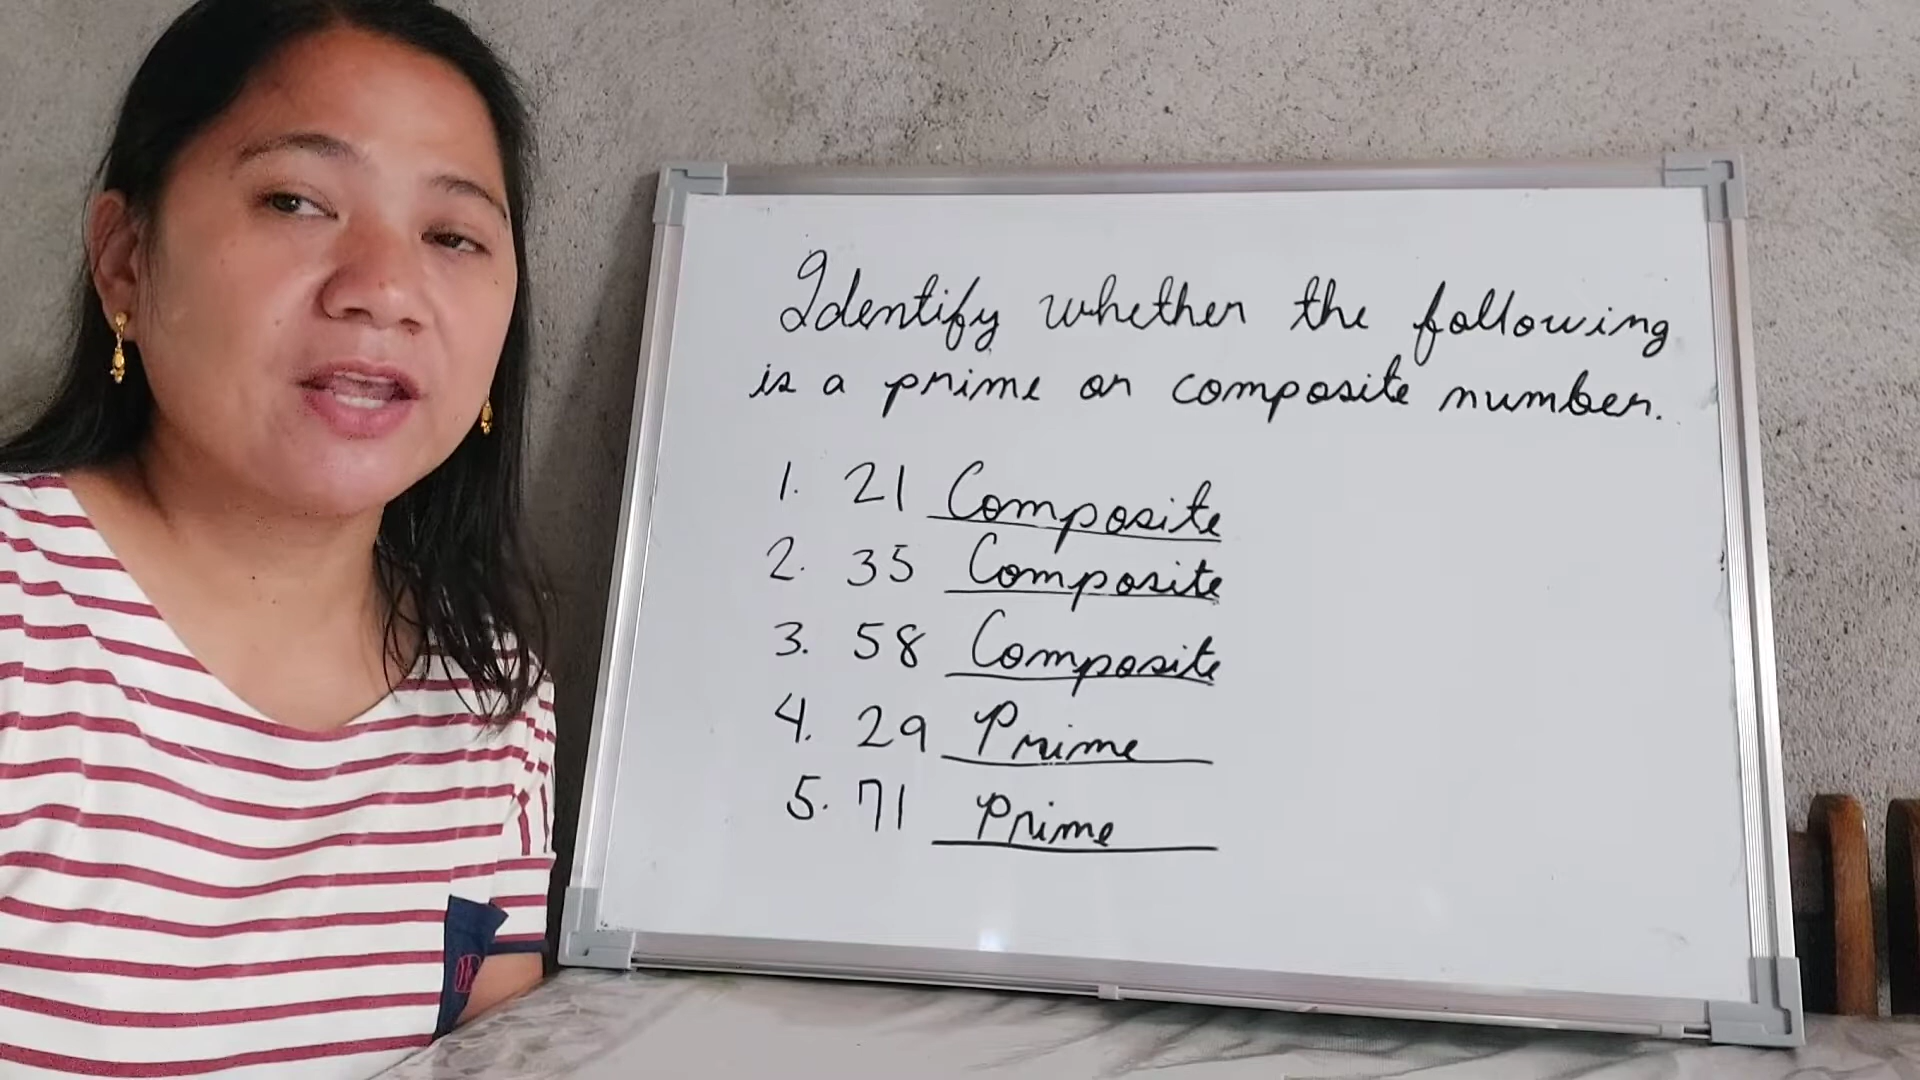 Identify whether the following
is a prime or composite number.
1. 21 Composite
2. 35 Composite
3. 58 Composite
4. 29 Prime
5. 71 Prime